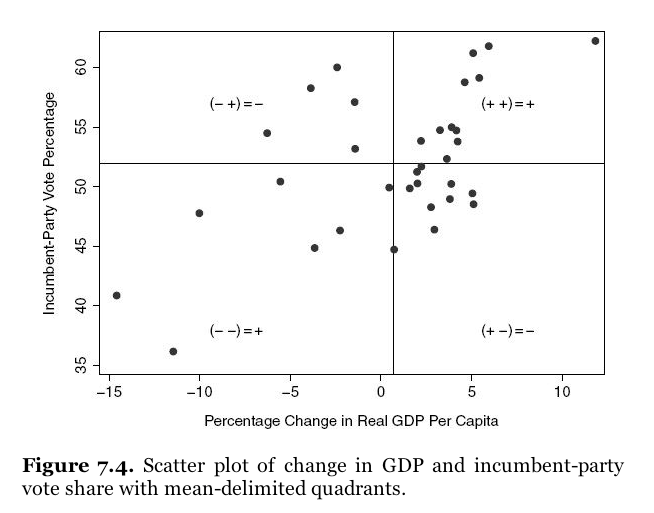 60
55
50
45
40
35
Incumbent-Party Vote Percentage
(− +)=−
(+ +)=+
(− −)=+
(+ −)=−
−15 −10 −5 0 5 10
Percentage Change in Real GDP Per Capita
Figure 7.4. Scatter plot of change in GDP and incumbent-party
vote share with mean-delimited quadrants.